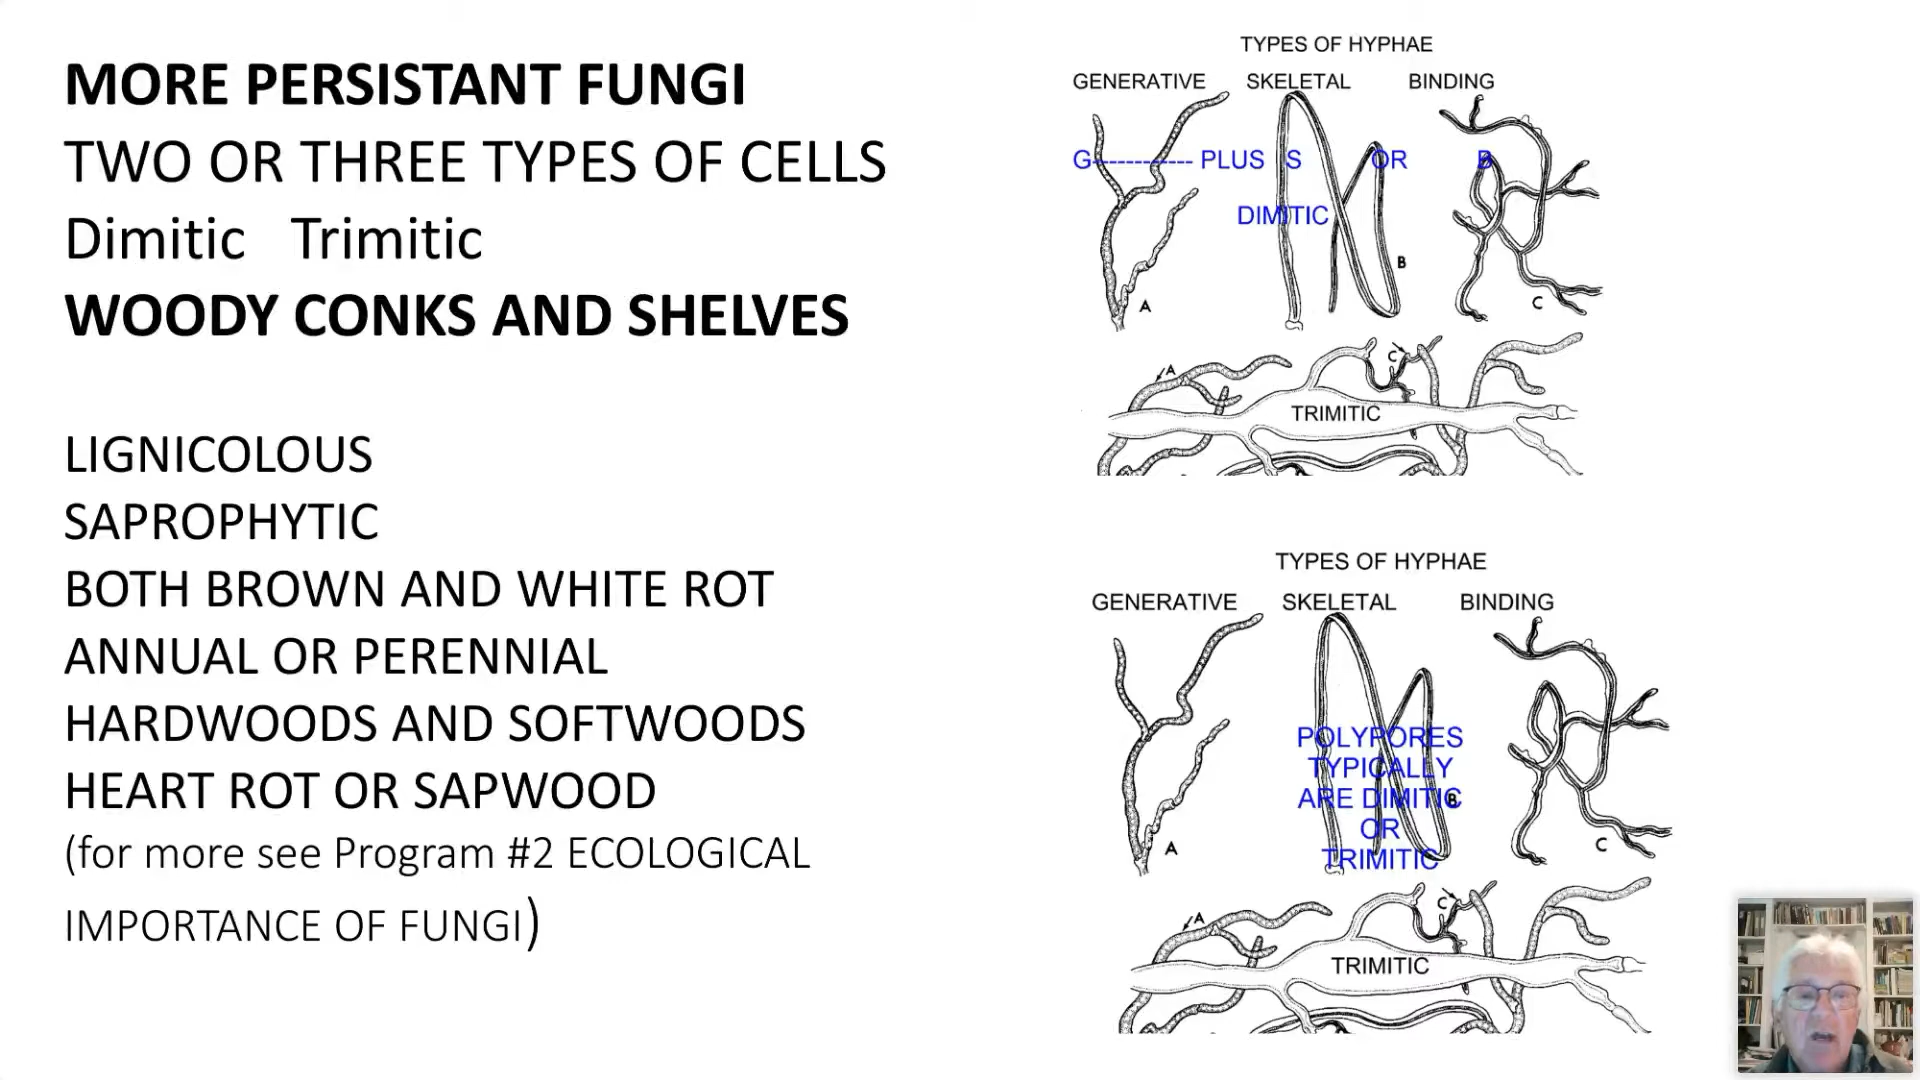 MORE PERSISTANT FUNGI
TWO OR THREE TYPES OF CELLS
Dimitic Trimitic
WOODY CONKS AND SHELVES
LIGNICOLOUS
SAPROPHYTIC
BOTH BROWN AND WHITE ROT
ANNUAL OR PERENNIAL
HARDWOODS AND SOFTWOODS
HEART ROT OR SAPWOOD
(for more see Program #2 ECOLOGICAL
IMPORTANCE OF FUNGI)
TYPES OF HYPHAE
GENERATIVE SKELETAL BINDING
G------------ PLUS S OR B
DIMITIC
B
A
C
C
A
TRIMITIC
TYPES OF HYPHAE
GENERATIVE SKELETAL BINDING
POLYPORES
TYPICALLY
ARE DIMITIC
B
OR
TRIMITIC
A
C
C
A
TRIMITIC